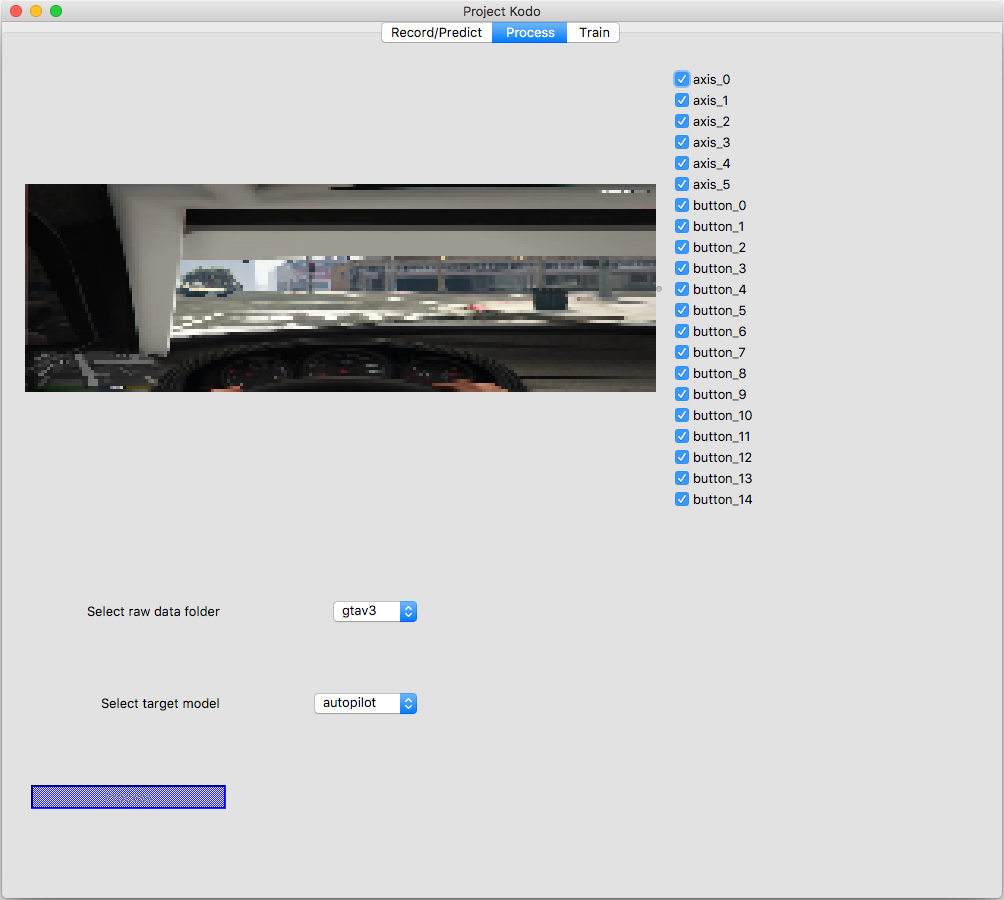 Project Kodo
Record/Predict Process Train
axis_0
axis_1
axis_2
axis_3
axis_4
axis_5
button_0
button_1
button_2
button_3
button_4
button_5
button_6
button_7
button_8
button_9
button_10
button_11
button_12
button_13
button_14
Select raw data folder gtav3
Select target model autopilot